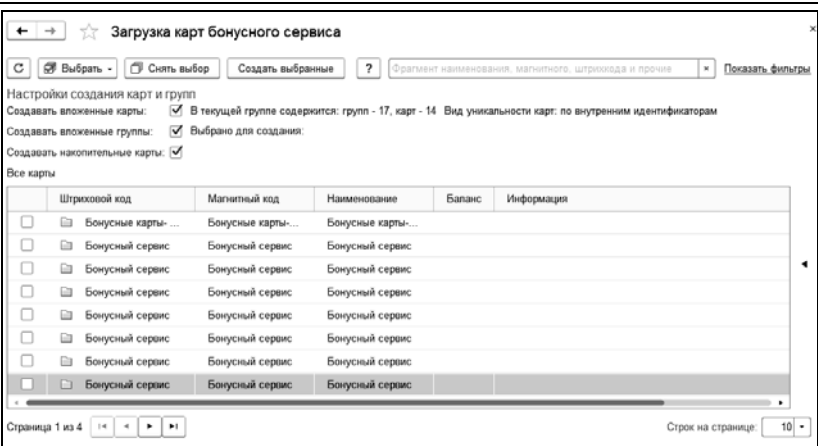 Загрузка карт бонусного сервиса
Выбрать Снять выбор Создать выбранные ? Фрагмент наименования, магнитного, штрихкода и прочие × Показать фильтры
Настройки создания карт и групп
Создавать вложенные карты: В текущей группе содержится: групп - 17, карт - 14 Вид уникальности карт: по внутренним идентификаторам
Создавать вложенные группы: Выбрано для создания:
Создавать накопительные карты:
Все карты
Штриховой код Магнитный код Наименование Баланс Информация
Бонусные карты- ... Бонусные карты-... Бонусные карты-...
Бонусный сервис Бонусный сервис Бонусный сервис
Бонусный сервис Бонусный сервис Бонусный сервис
Бонусный сервис Бонусный сервис Бонусный сервис
Бонусный сервис Бонусный сервис Бонусный сервис
Бонусный сервис Бонусный сервис Бонусный сервис
Бонусный сервис Бонусный сервис Бонусный сервис
Бонусный сервис Бонусный сервис Бонусный сервис
Страница 1 из 4 Строк на странице: 10